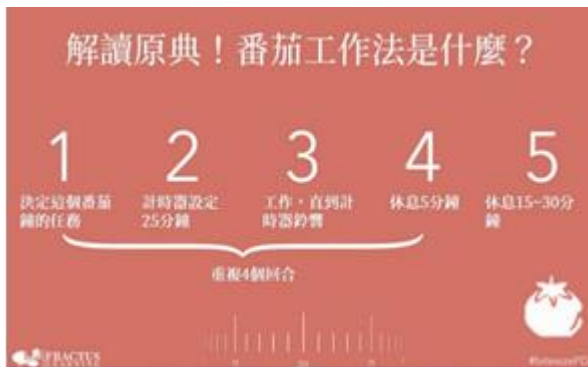 解讀原典！番茄工作法是什麼？
1
決定這個番茄
鐘的任務
2
計時器設定
25分鐘
3
工作，直到計
時器鈴響
4
休息5分鐘
5
休息15~30分
鐘
重複4個回合
FRACTUS
LEARNING